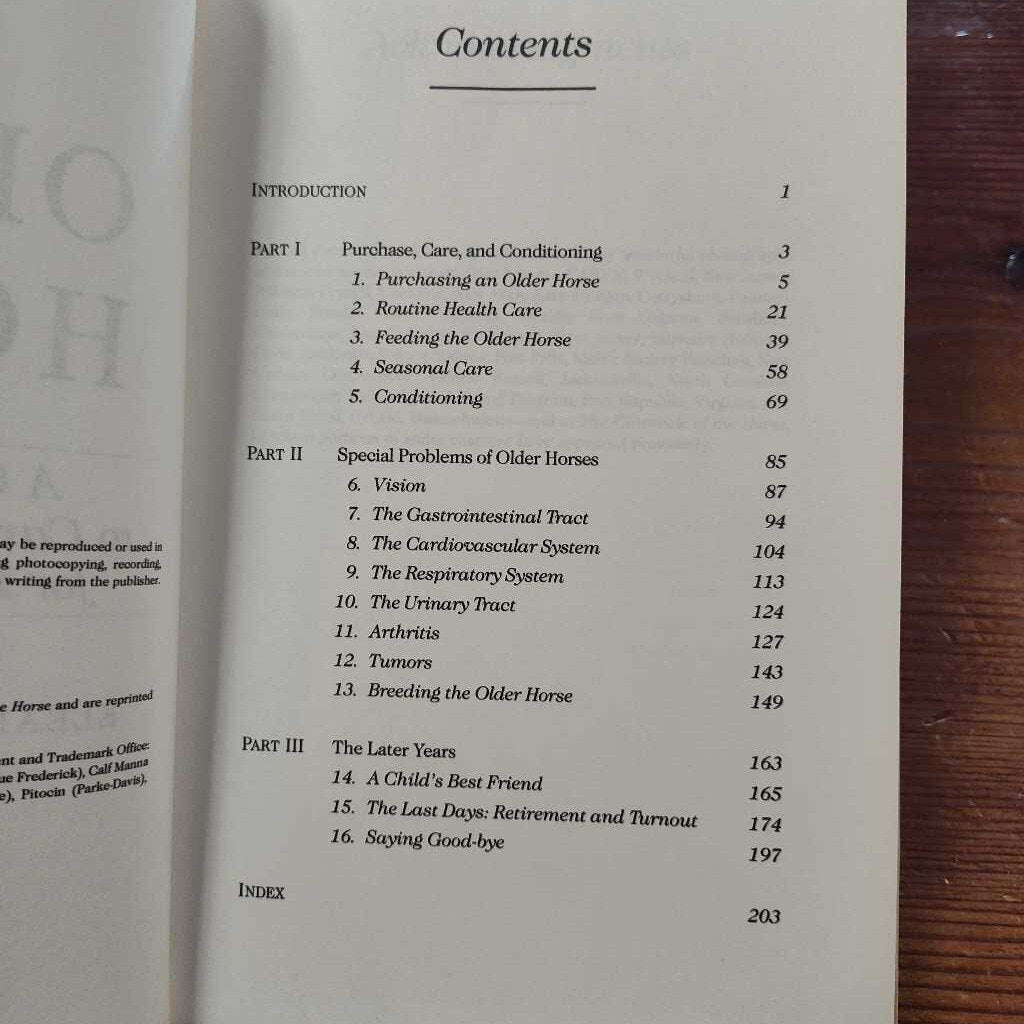 ay be reproduced or used in
g photocopying, recording,
writing from the publisher.
e Horse and are reprinted
ent and Trademark Office:
ue Frederick), Calf Manna
e), Pitocin (Parke-Davis),
Contents
INTRODUCTION 1
PART I Purchase, Care, and Conditioning 3
1. Purchasing an Older Horse 5
2. Routine Health Care 21
3. Feeding the Older Horse 39
4. Seasonal Care 58
5. Conditioning 69
PART II Special Problems of Older Horses 85
6. Vision 87
7. The Gastrointestinal Tract 94
8. The Cardiovascular System 104
9. The Respiratory System 113
10. The Urinary Tract 124
11. Arthritis 127
12. Tumors 143
13. Breeding the Older Horse 149
PART III The Later Years 163
14. A Child's Best Friend 165
15. The Last Days: Retirement and Turnout 174
16. Saying Good-bye 197
INDEX 203